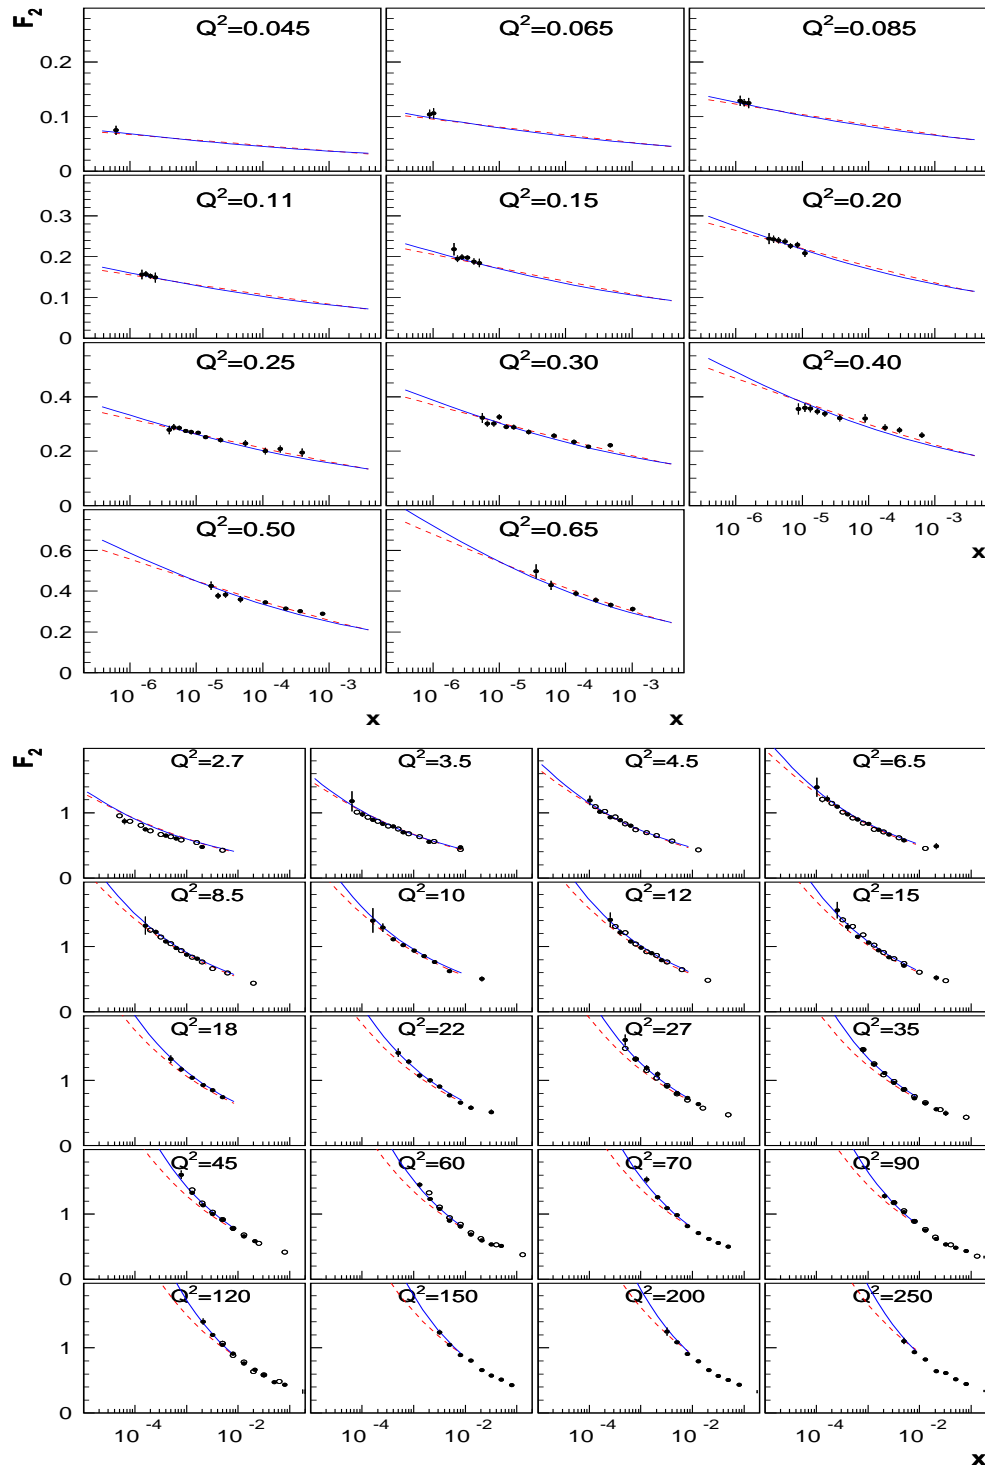 F₂
Q²=0.045 Q²=0.065 Q²=0.085
0.2
0.1
0
Q²=0.11 Q²=0.15 Q²=0.20
0.3
0.2
0.1
0
Q²=0.25 Q²=0.30 Q²=0.40
0.6
0.4
0.2
0
10⁻⁶ 10⁻⁵ 10⁻⁴ 10⁻³
x
Q²=0.50 Q²=0.65
0.6
0.4
0.2
0
10⁻⁶ 10⁻⁵ 10⁻⁴ 10⁻³ 10⁻⁶ 10⁻⁵ 10⁻⁴ 10⁻³
x x
F₂
Q²=2.7 Q²=3.5 Q²=4.5 Q²=6.5
1
0
Q²=8.5 Q²=10 Q²=12 Q²=15
1
0
Q²=18 Q²=22 Q²=27 Q²=35
1
0
Q²=45 Q²=60 Q²=70 Q²=90
1
0
Q²=120 Q²=150 Q²=200 Q²=250
1
0
10⁻⁴ 10⁻² 10⁻⁴ 10⁻² 10⁻⁴ 10⁻² 10⁻⁴ 10⁻²
x